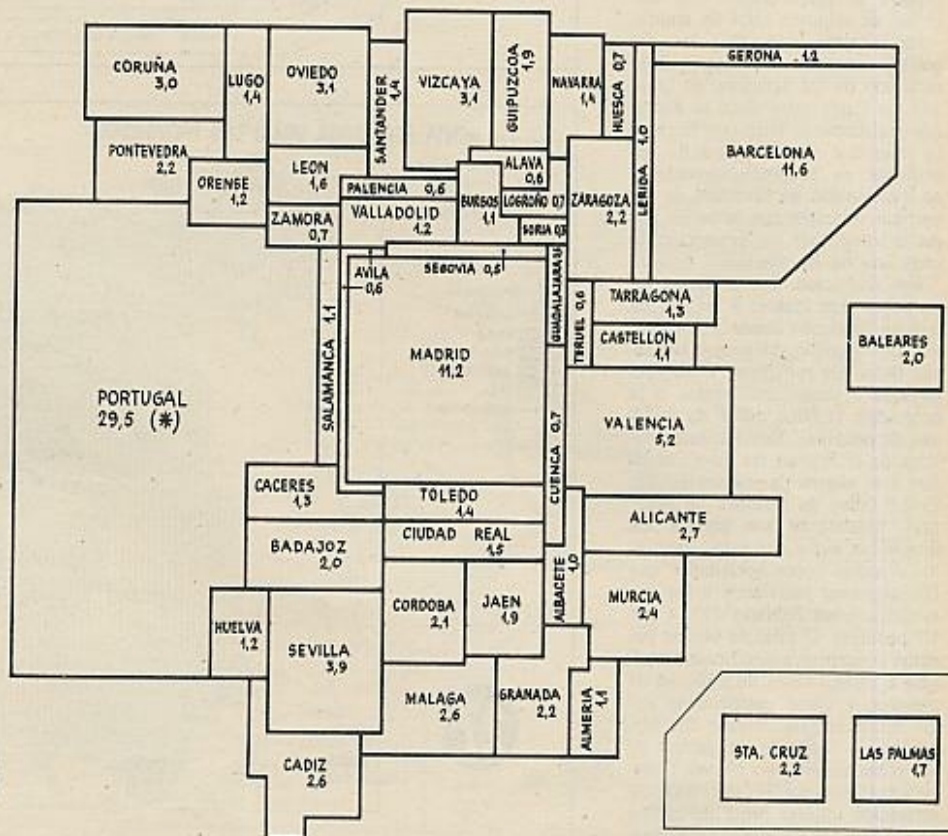 CORUÑA
3,0
LUGO
1,4
OVIEDO
3,1
SANTANDER 1,4
VIZCAYA
3,1
GUIPUZCOA
1,9
NAVARRA
1,4
HUESCA 0,7
LERIDA 1.0
GERONA .1.2
BARCELONA
11,6
PONTEVEDRA
2,2
ORENSE
1,2
LEON
1,6
PALENCIA 0,6
ALAVA
0,6
BURGOS
1,1
LOGROÑO 0,7
SORIA
ZARAGOZA
2,2
ZAMORA
0,7
VALLADOLID
1.2
AVILA
0,6
SEGOVIA 0,5
GUADALAJARA
TERUEL 0,6
TARRAGONA
1,3
CASTELLON
1,1
BALEARES
2,0
SALAMANCA 1,1
MADRID
11,2
PORTUGAL
29,5 (*)
CUENCA 0,7
VALENCIA
5,2
CACERES
1,3
TOLEDO
1,4
CIUDAD REAL
1,5
ALICANTE
2,7
BADAJOZ
2,0
ALBACETE
1,0
HUELVA
1,2
SEVILLA
3,9
CORDOBA
2,1
JAEN
1,9
MURCIA
2,4
MALAGA
2,6
GRANADA
2,2
ALMERIA
1,1
CADIZ
2,6
STA. CRUZ
2,2
LAS PALMAS
1,7